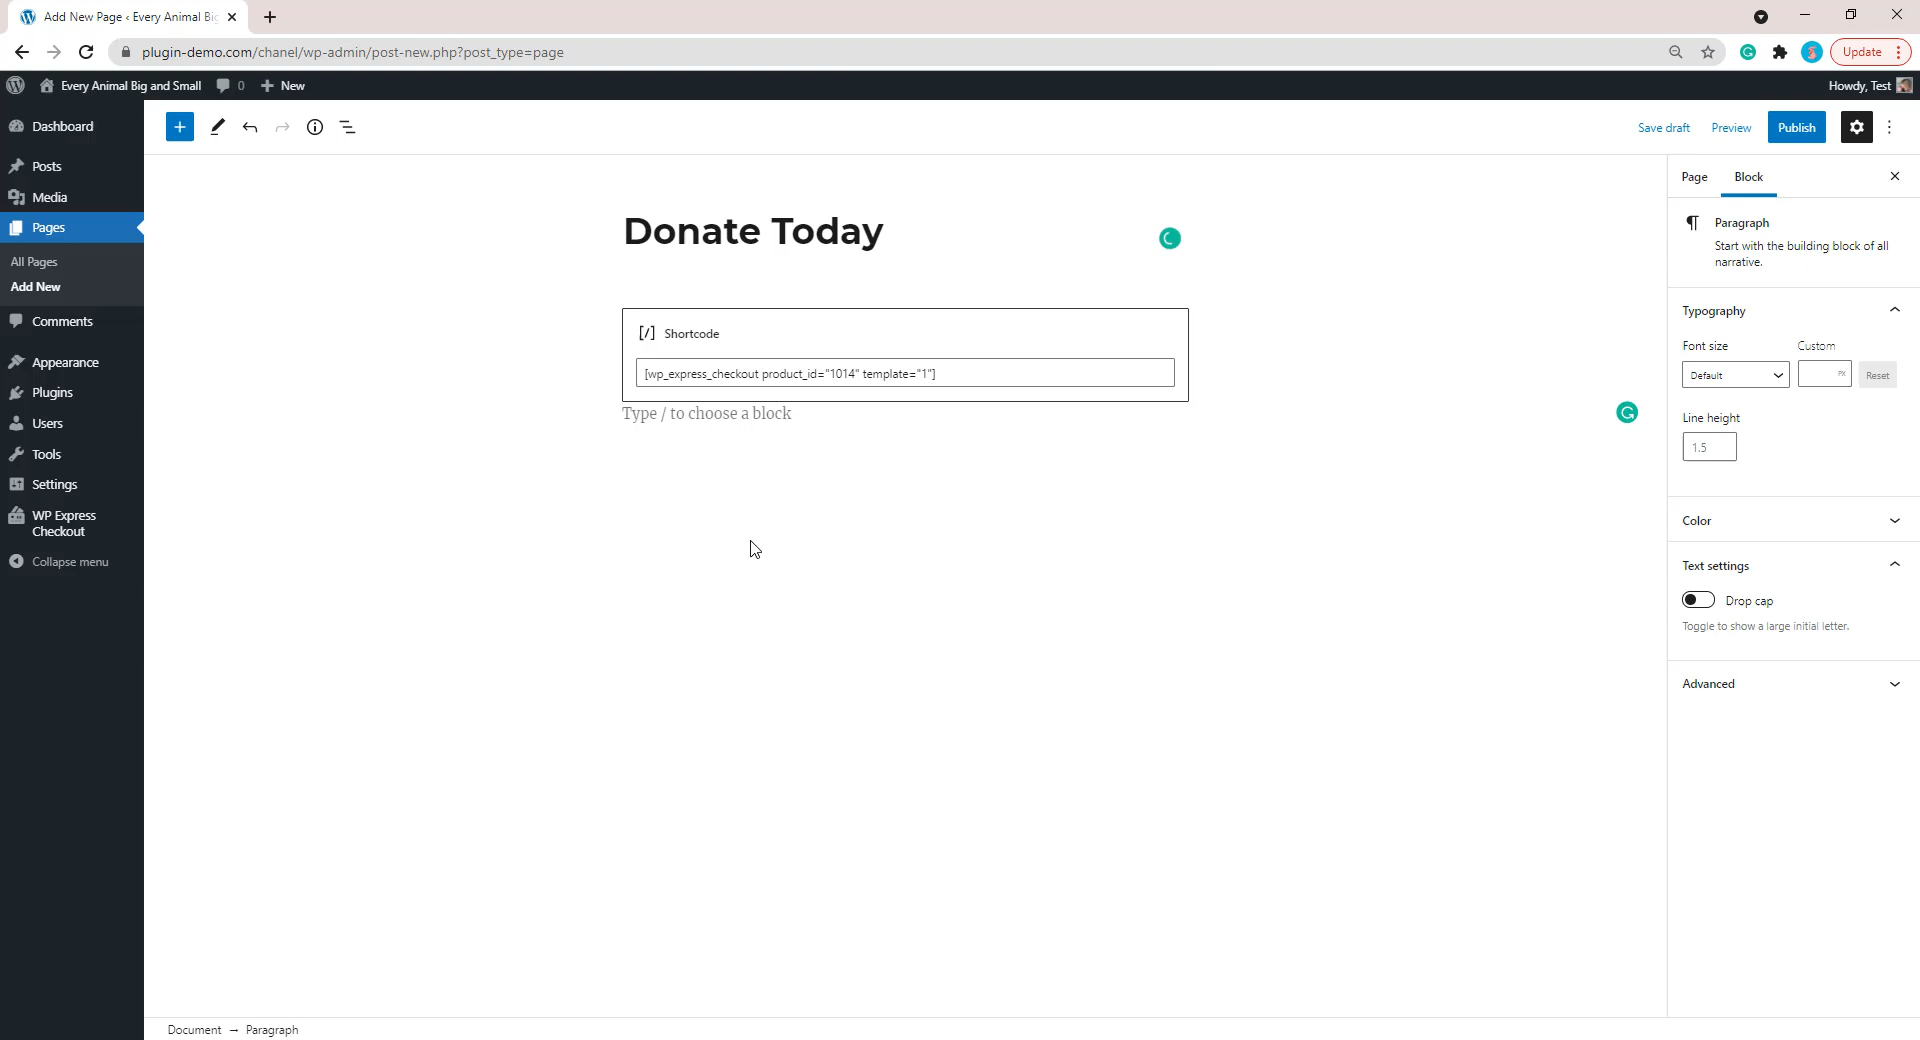 Add New Page ‹ Every Animal Big
plugin-demo.com/chanel/wp-admin/post-new.php?post_type=page
Update
Every Animal Big and Small
0
New
Howdy, Test
Dashboard
Posts
Media
Pages
All Pages
Add New
Comments
Appearance
Plugins
Users
Tools
Settings
WP Express
Checkout
Collapse menu
Save draft
Preview
Publish
Donate Today
[/] Shortcode
[wp_express_checkout product_id="1014" template="1"]
Type / to choose a block
Page
Block
Paragraph
Start with the building block of all
narrative.
Typography
Font size
Custom
Default
PX
Reset
Line height
1.5
Color
Text settings
Drop cap
Toggle to show a large initial letter.
Advanced
Document → Paragraph